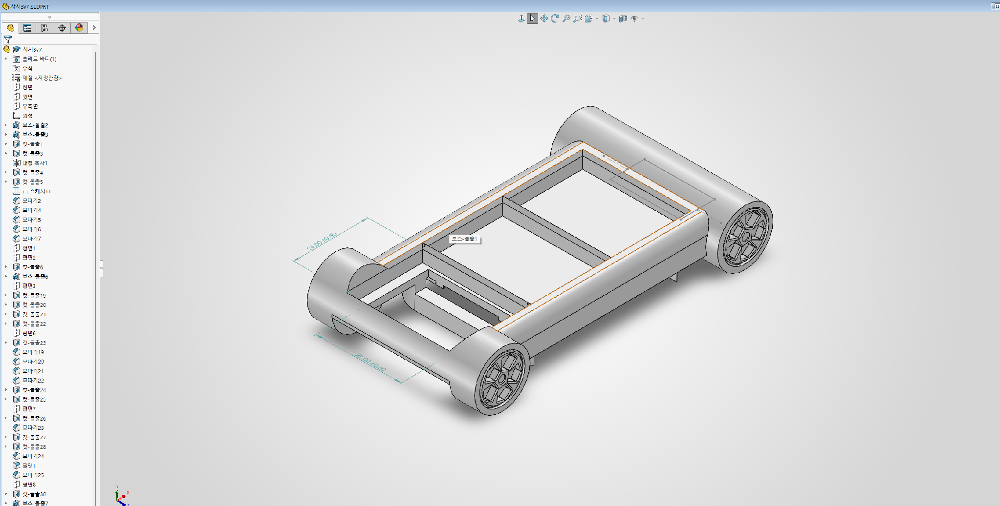 샤시3v7.SLDPRT
샤시3v7
솔리드 바디(1)
수식
재질 <지정안함>
정면
윗면
우측면
원점
보스-돌출2
보스-돌출3
컷-돌출1
컷-돌출3
대칭 복사1
컷-돌출4
컷-돌출5
(-) 스케치11
모따기2
모따기4
모따기5
모따기6
모따기7
평면1
평면2
컷-돌출6
보스-돌출6
평면3
컷-돌출19
컷-돌출20
컷-돌출21
컷-돌출22
평면6
컷-돌출23
모따기19
모따기20
모따기21
모따기22
컷-돌출24
컷-돌출25
평면7
컷-돌출26
모따기23
컷-돌출27
컷-돌출28
모따기24
필렛1
모따기25
평면8
컷-돌출30
보스-돌출7
26.00±0.50
보스-돌출3
29.00±0.50
Y
X
Z